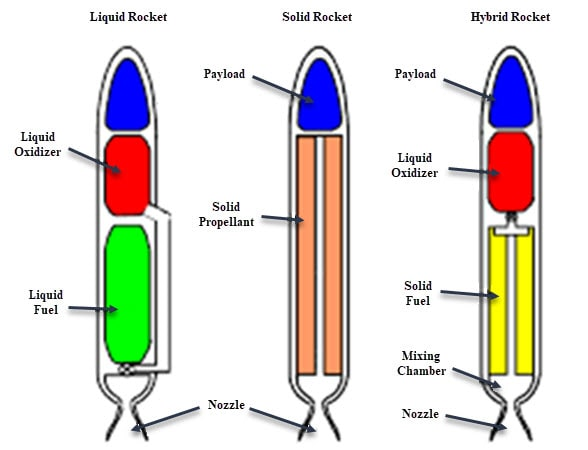 Liquid Rocket
Solid Rocket
Hybrid Rocket
Payload
Payload
Liquid
Oxidizer
Liquid
Oxidizer
Solid
Propellant
Liquid
Fuel
Solid
Fuel
Mixing
Chamber
Nozzle
Nozzle